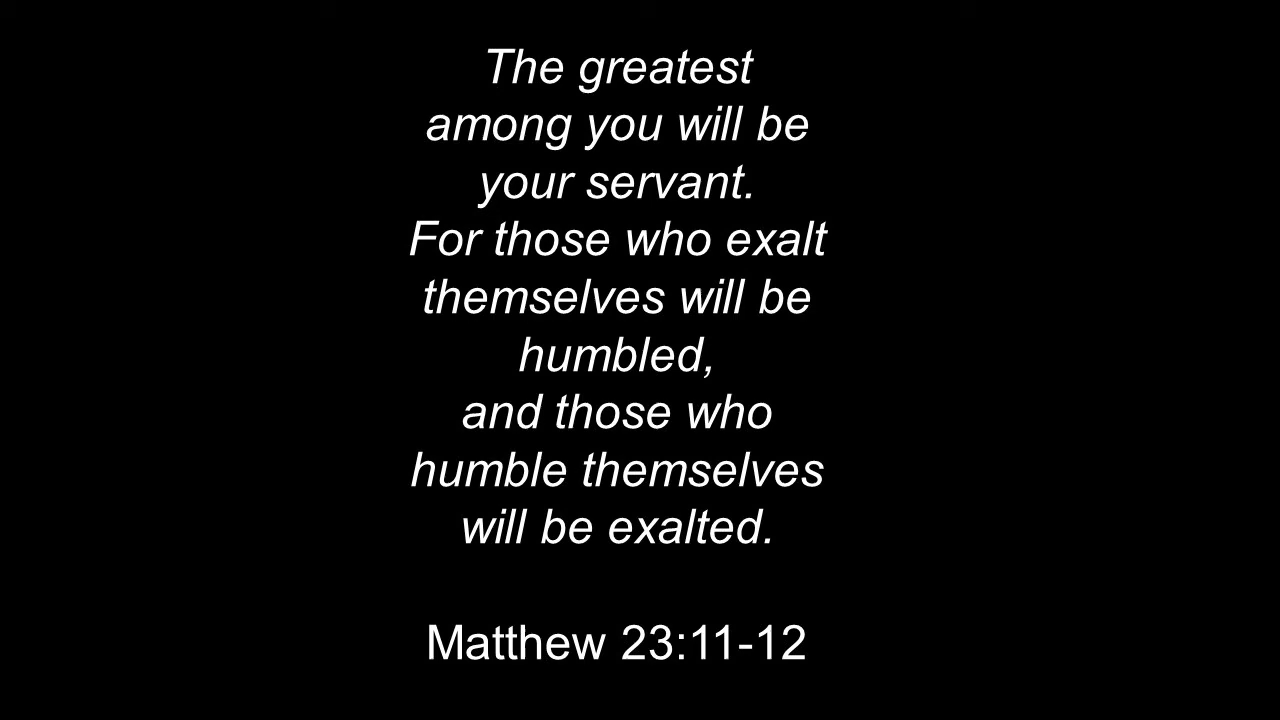 The greatest
among you will be
your servant.
For those who exalt
themselves will be
humbled,
and those who
humble themselves
will be exalted.
Matthew 23:11-12